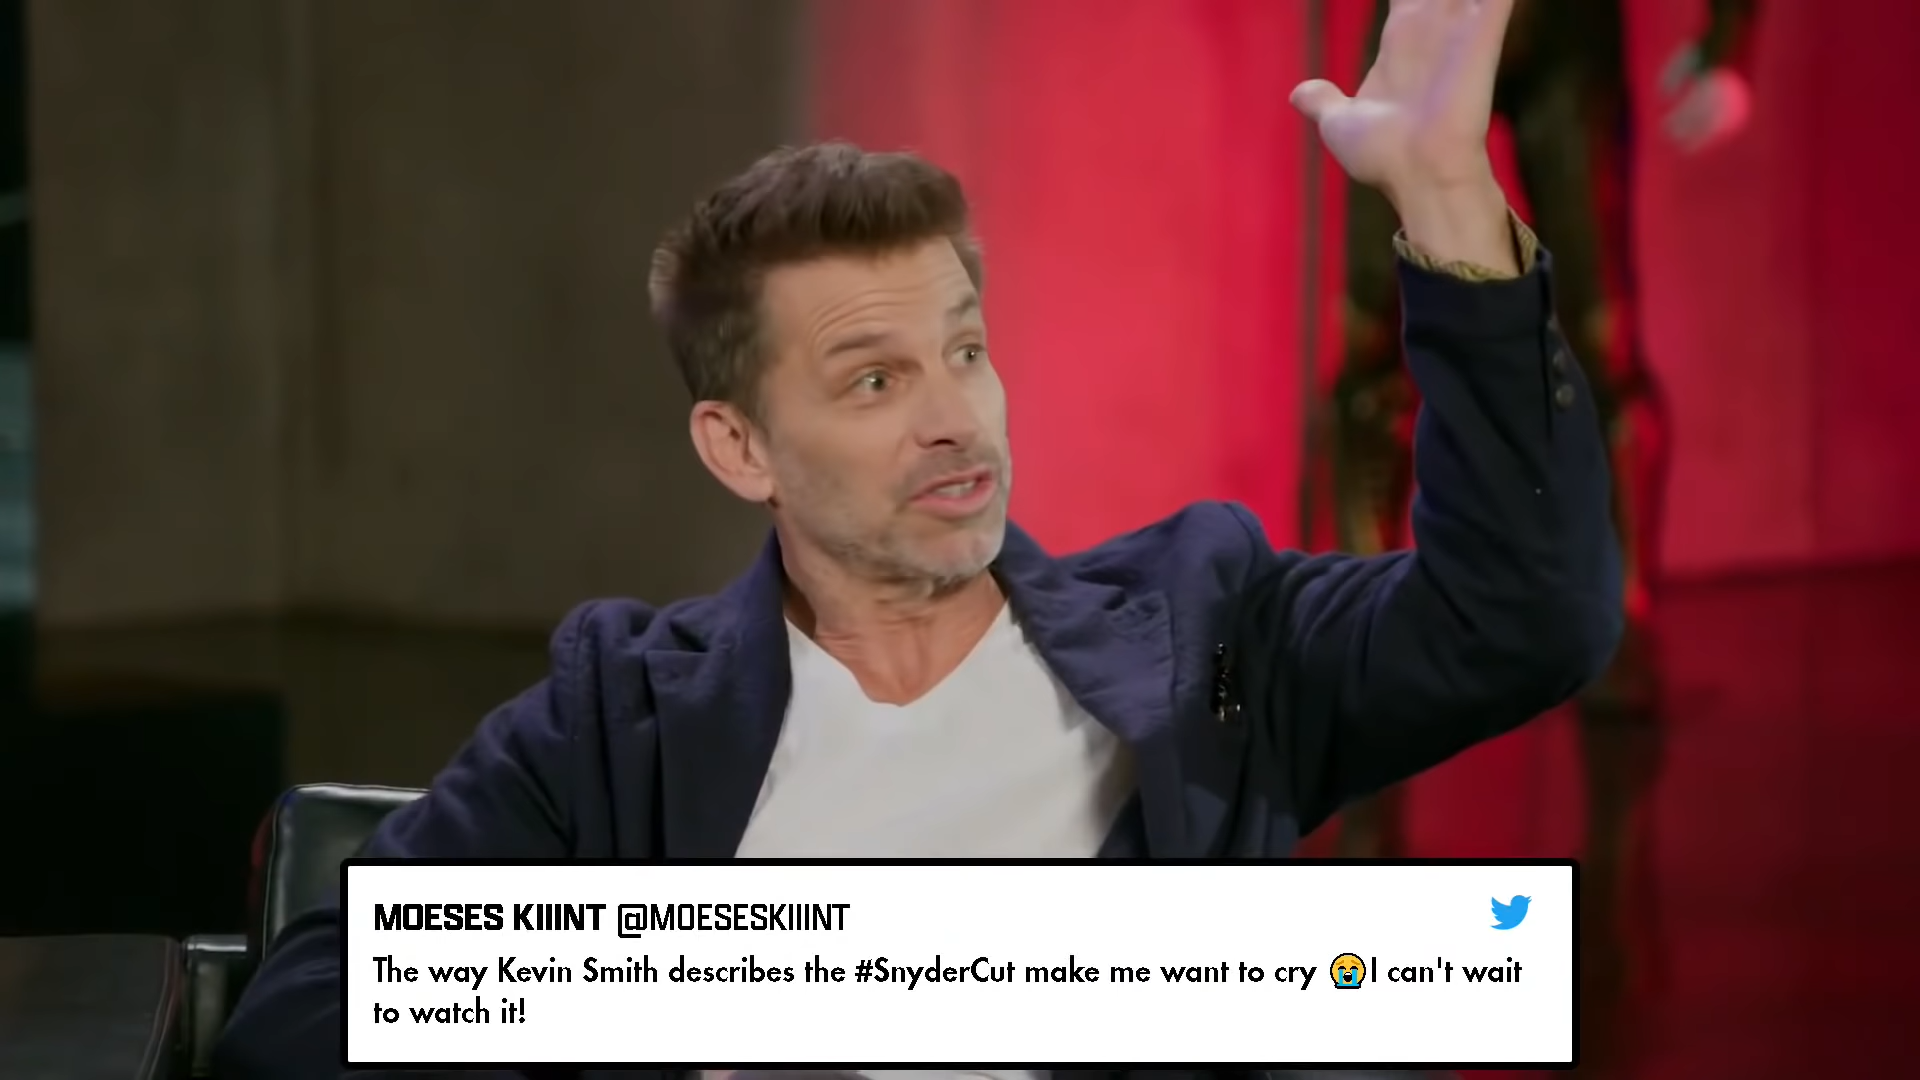 MOESES KIIINT @MOESESKIIINT
The way Kevin Smith describes the #SnyderCut make me want to cry 😭I can't wait
to watch it!